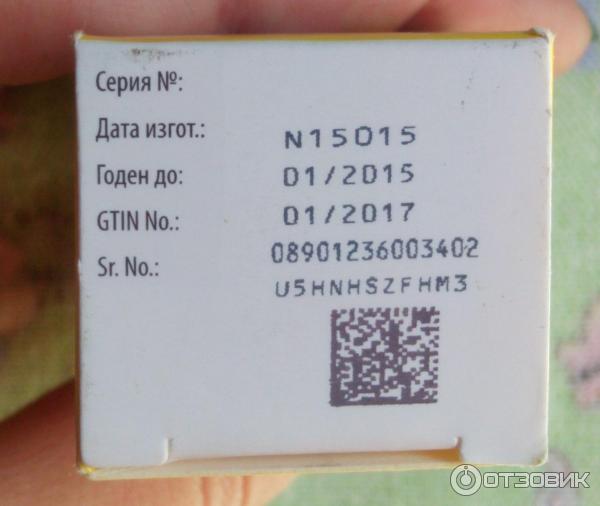 Серия №:
Дата изгот.: N15015
Годен до: 01/2015
GTIN No.: 01/2017
Sr. No.: 08901236003402
U5HNHSZFHM3
ОТЗОВИК